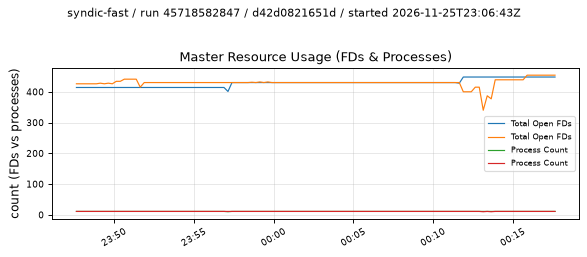 syndic-fast / run 45718582847 / d42d0821651d / started 2026-11-25T23:06:43Z
Master Resource Usage (FDs & Processes)
count (FDs vs processes)
400
300
200
100
0
Total Open FDs
Total Open FDs
Process Count
Process Count
23:50
23:55
00:00
00:05
00:10
00:15